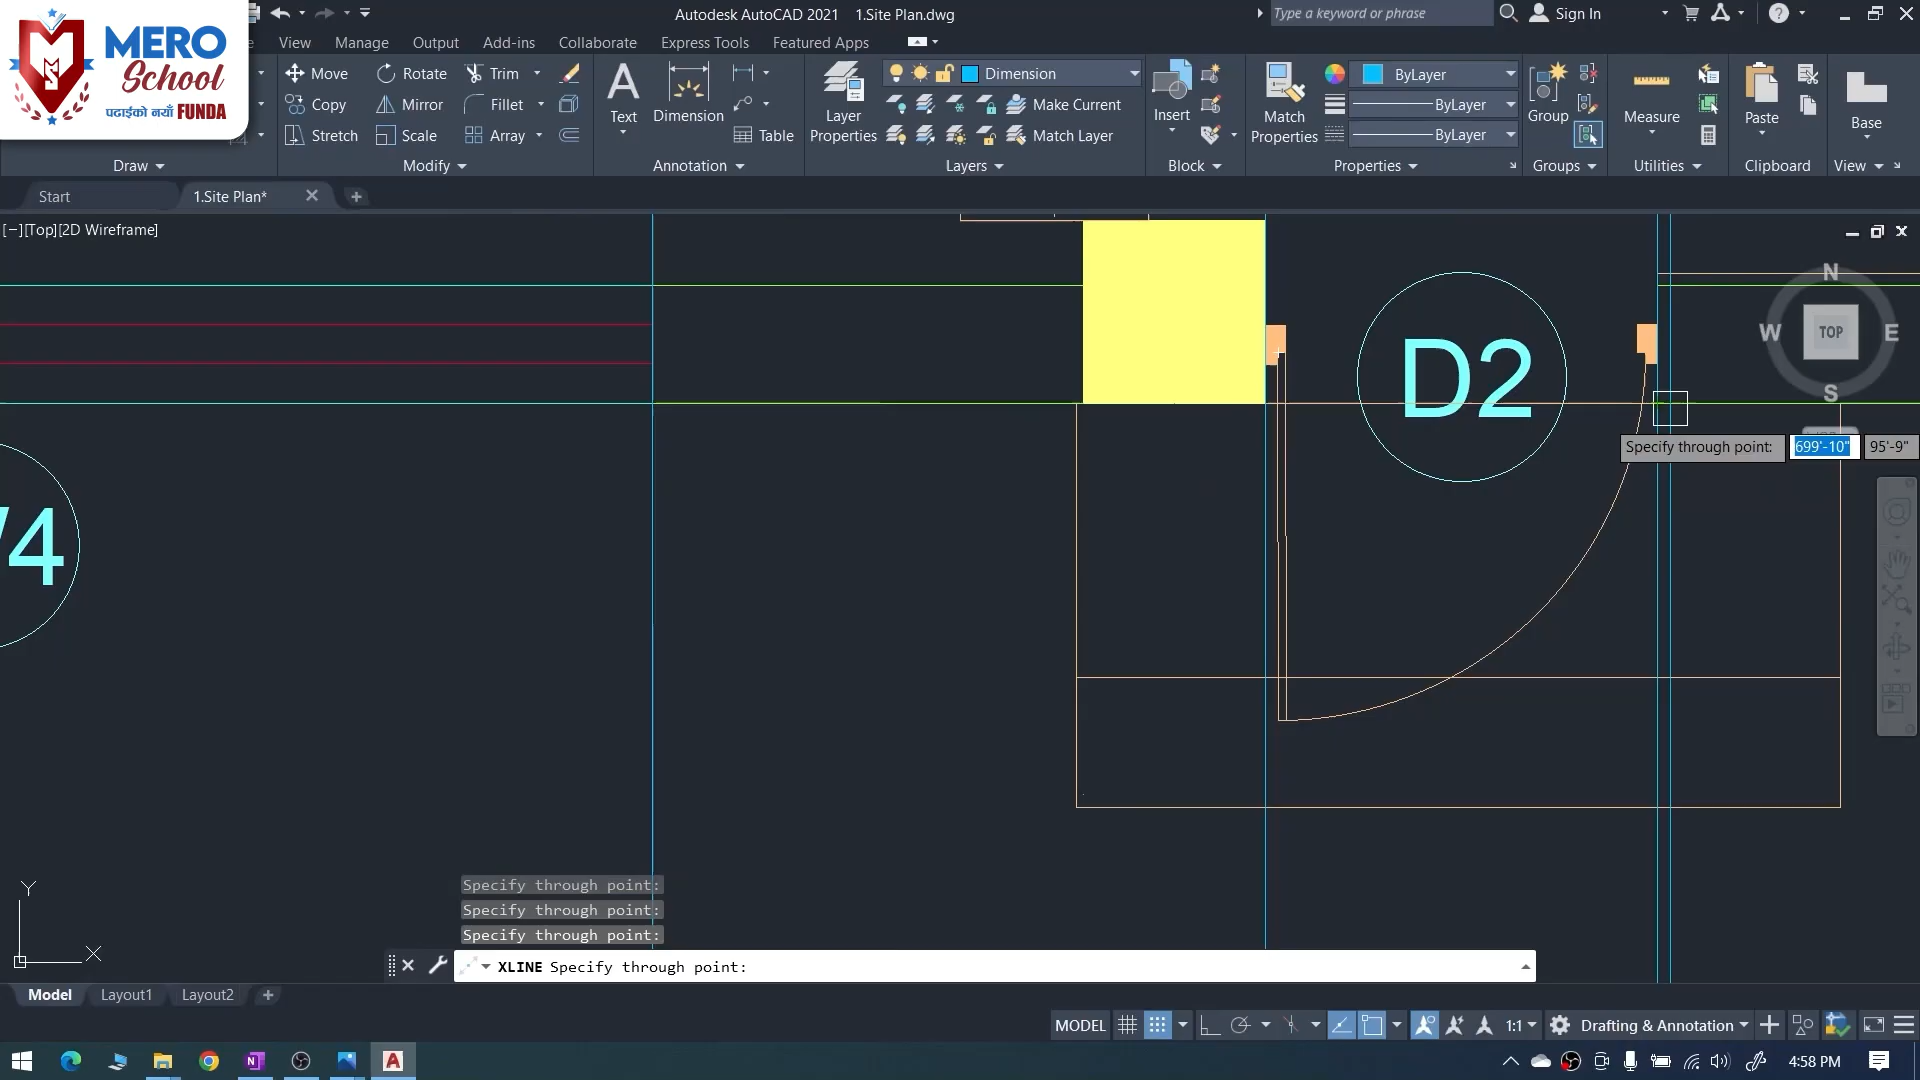 MERO
School
पढाईको नयाँ FUNDA
Autodesk AutoCAD 2021 1.Site Plan.dwg
Type a keyword or phrase
Sign In
View Manage Output Add-ins Collaborate Express Tools Featured Apps
Move Rotate Trim
Copy Mirror Fillet
Stretch Scale Array
Text Dimension Table
Layer Properties
Dimension
Make Current
Match Layer
Insert
Match Properties
ByLayer
ByLayer
ByLayer
Group Measure Paste Base
Draw Modify Annotation Layers Block Properties Groups Utilities Clipboard View
Start 1.Site Plan*
[−][Top][2D Wireframe]
N
W TOP E
S
D2
Specify through point: 699'-10" 95'-9"
4
Y
X
Specify through point:
Specify through point:
Specify through point:
XLINE Specify through point:
Model Layout1 Layout2
MODEL 1:1 Drafting & Annotation
4:58 PM